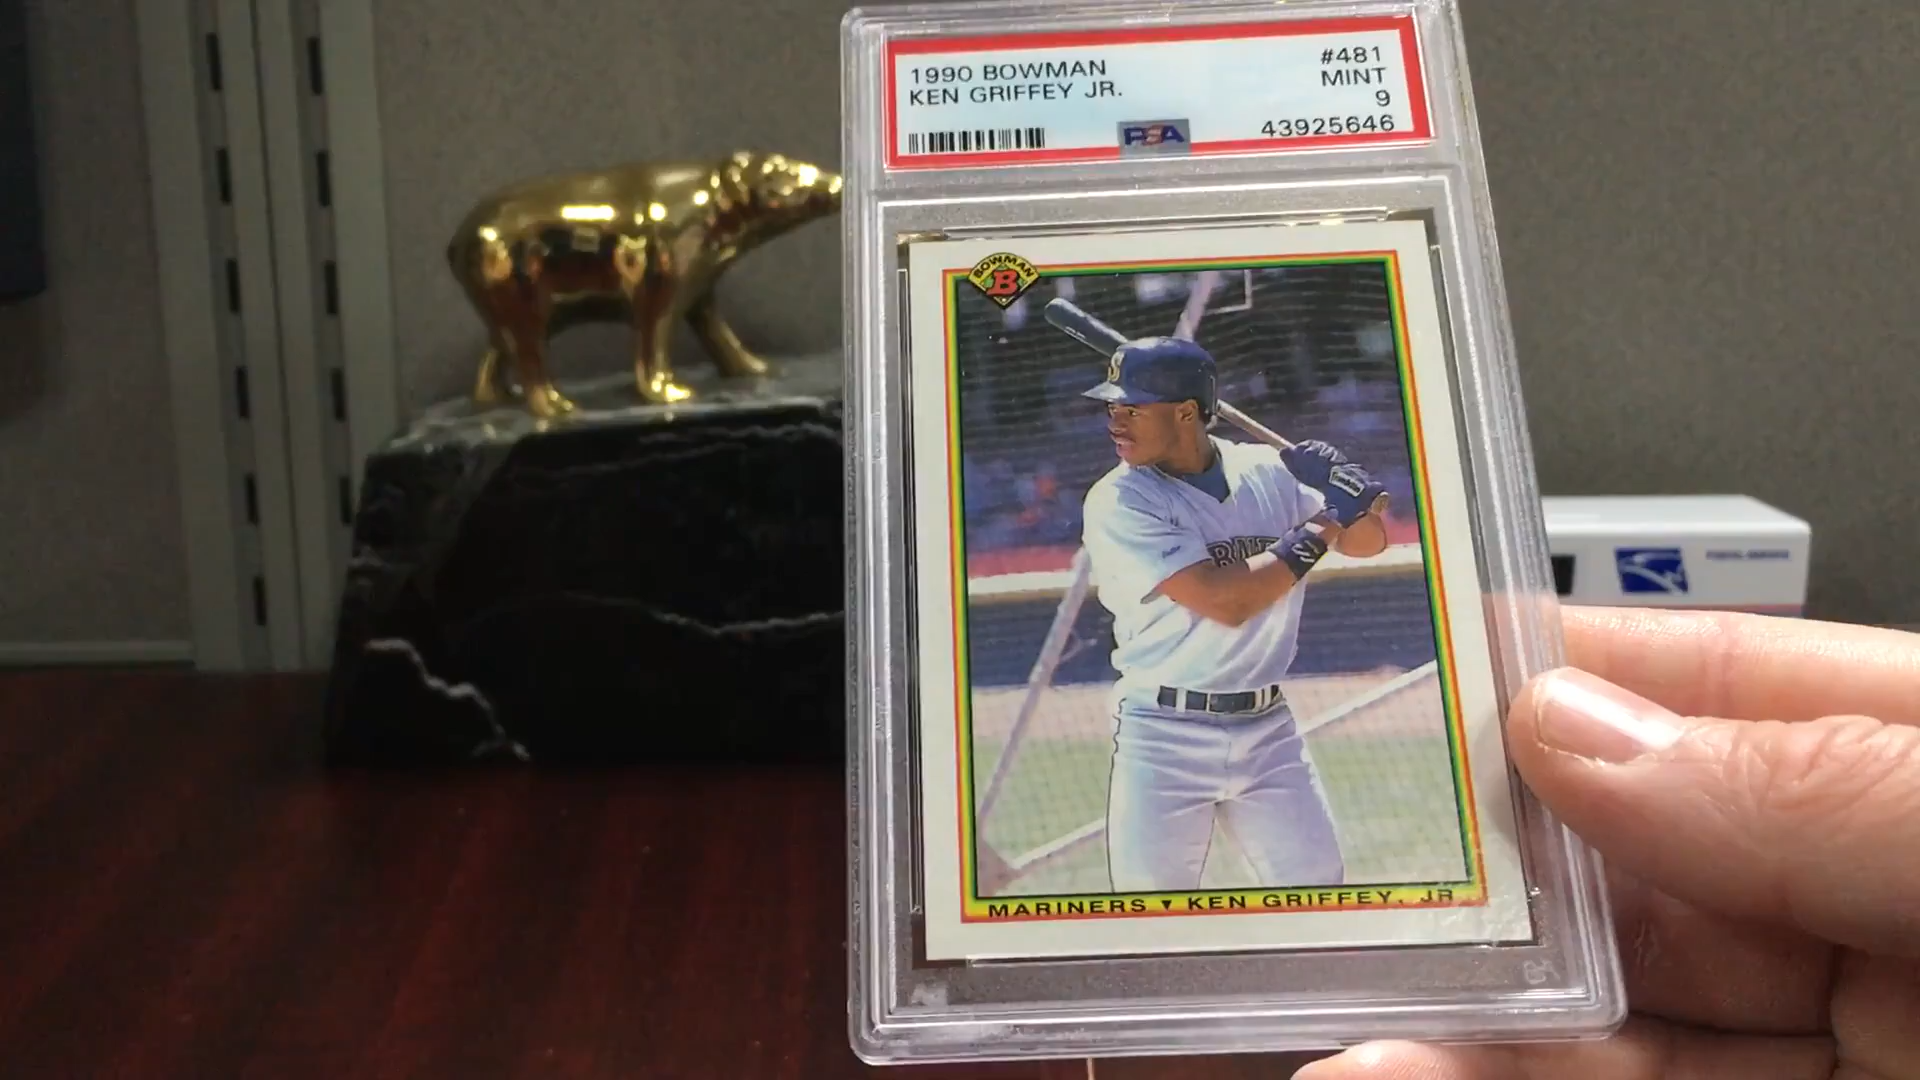 1990 BOWMAN
KEN GRIFFEY JR.
#481
MINT
9
43925646
PSA
BOWMAN
B
S
MARINERS ▼ KEN GRIFFEY, JR.